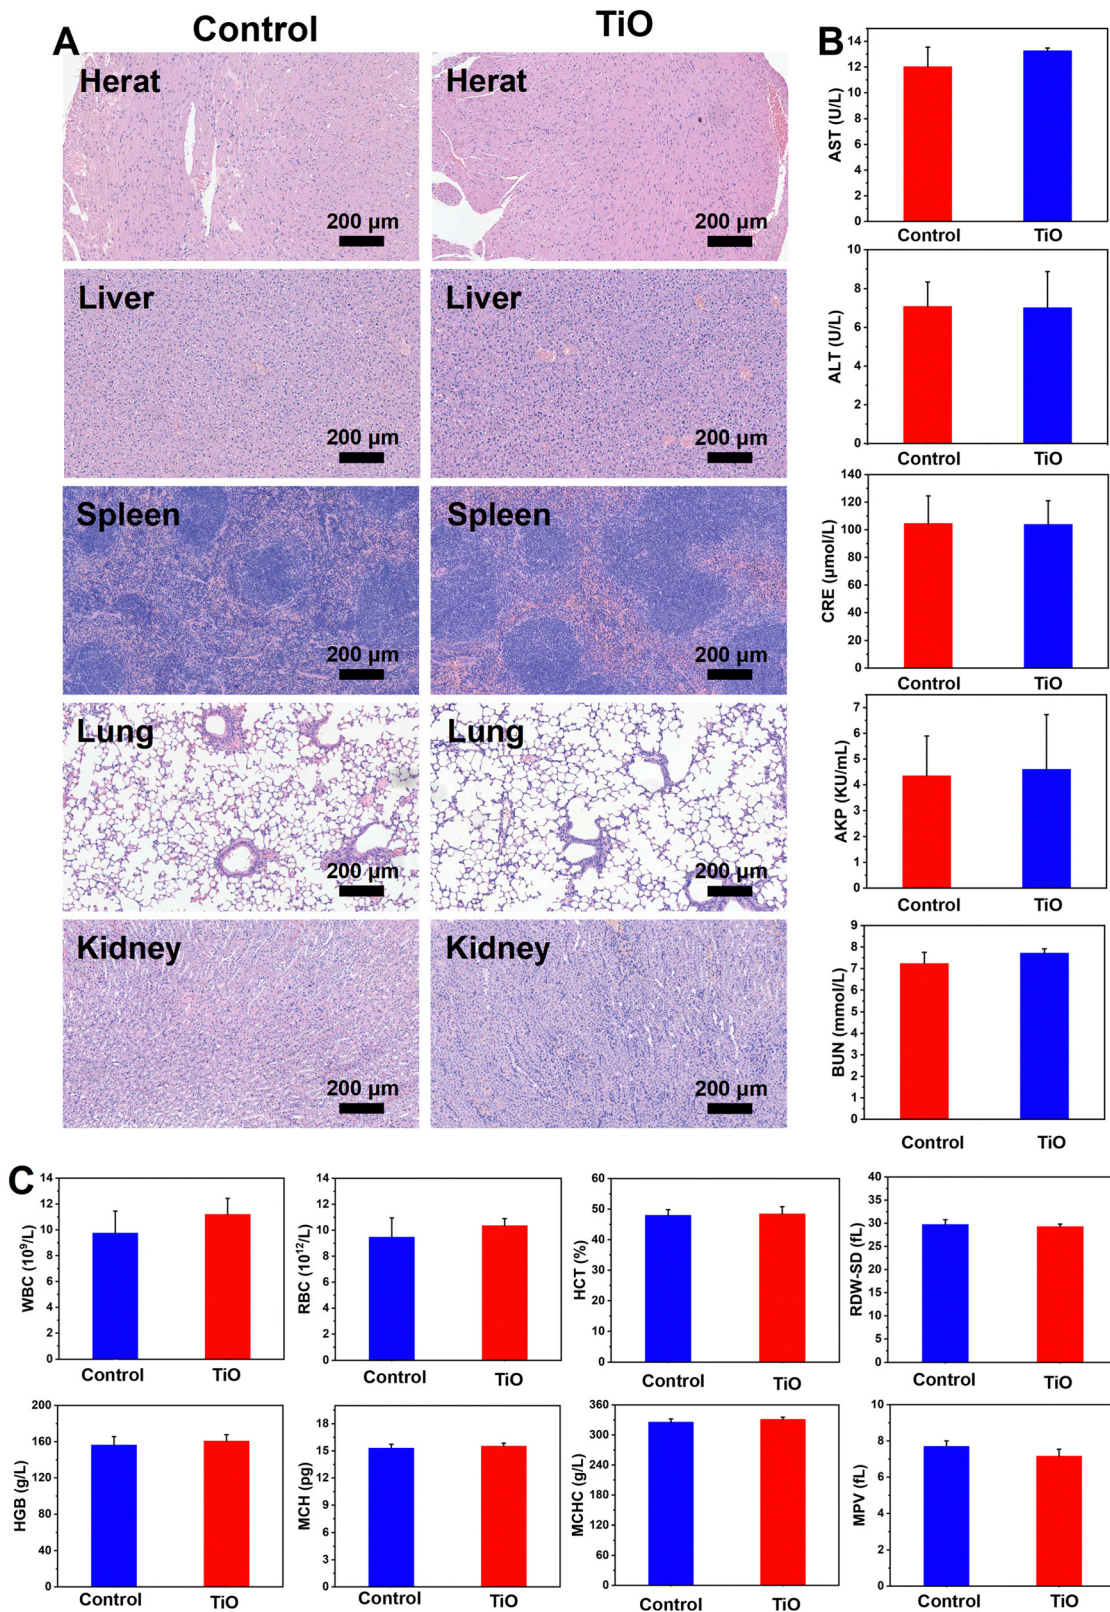 A
Control
TiO
B
Herat
200 μm
Herat
200 μm
Liver
200 μm
Liver
200 μm
Spleen
200 μm
Spleen
200 μm
Lung
200 μm
Lung
200 μm
Kidney
200 μm
Kidney
200 μm
AST (U/L)
14
12
10
8
6
4
2
0
Control
TiO
ALT (U/L)
10
8
6
4
2
0
Control
TiO
CRE (μmol/L)
140
120
100
80
60
40
20
0
Control
TiO
AKP (KU/mL)
7
6
5
4
3
2
1
0
Control
TiO
BUN (mmol/L)
9
8
7
6
5
4
3
2
1
0
Control
TiO
C
WBC (10⁹/L)
14
12
10
8
6
4
2
0
Control
TiO
RBC (10¹²/L)
14
12
10
8
6
4
2
0
Control
TiO
HCT (%)
60
50
40
30
20
10
0
Control
TiO
RDW-SD (fL)
40
35
30
25
20
15
10
5
0
Control
TiO
HGB (g/L)
200
160
120
80
40
0
Control
TiO
MCH (pg)
18
15
12
9
6
3
0
Control
TiO
MCHC (g/L)
360
300
240
180
120
60
0
Control
TiO
MPV (fL)
10
8
6
4
2
0
Control
TiO